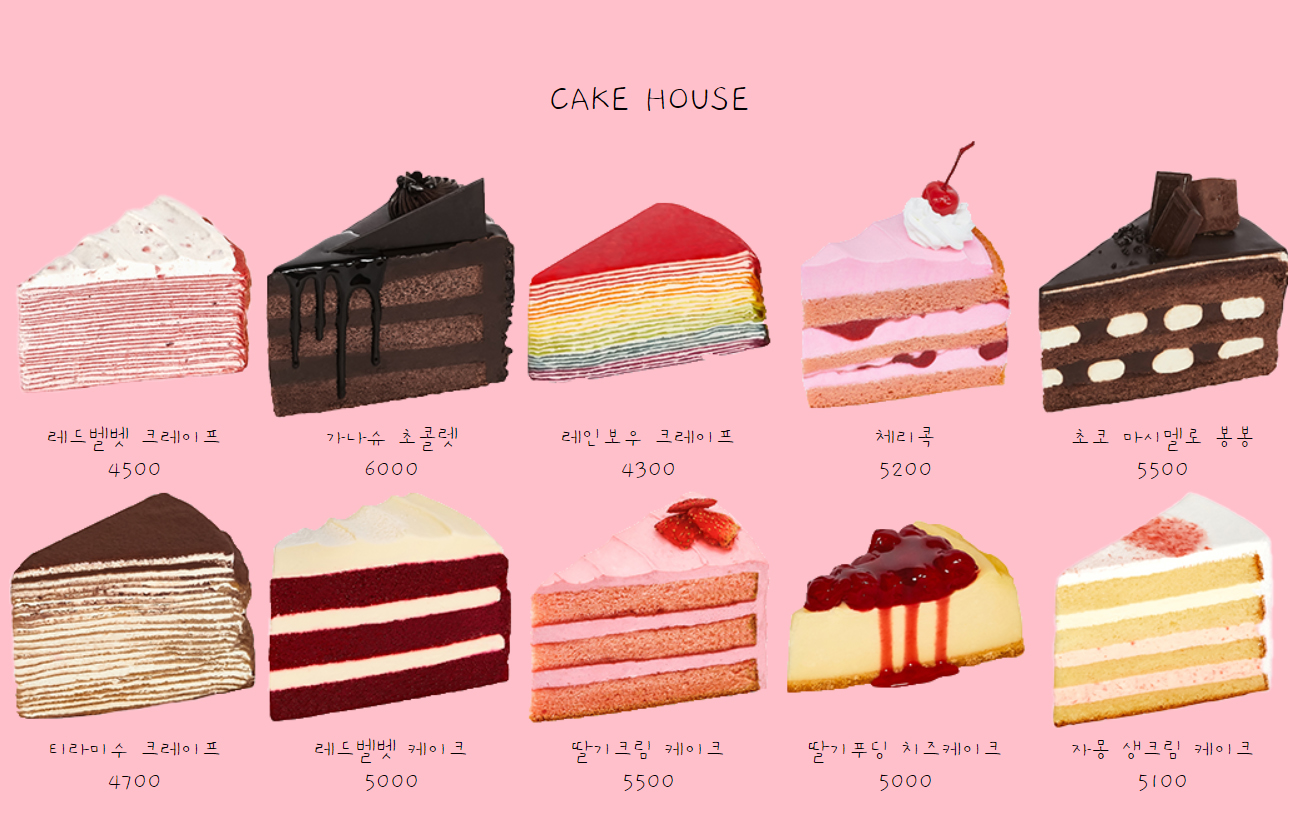 CAKE HOUSE
레드벨벳 크레이프
4500
가나슈 초콜렛
6000
레인보우 크레이프
4300
체리콕
5200
초코 마시멜로 봉봉
5500
티라미수 크레이프
4700
레드벨벳 케이크
5000
딸기크림 케이크
5500
딸기푸딩 치즈케이크
5000
자몽 생크림 케이크
5100